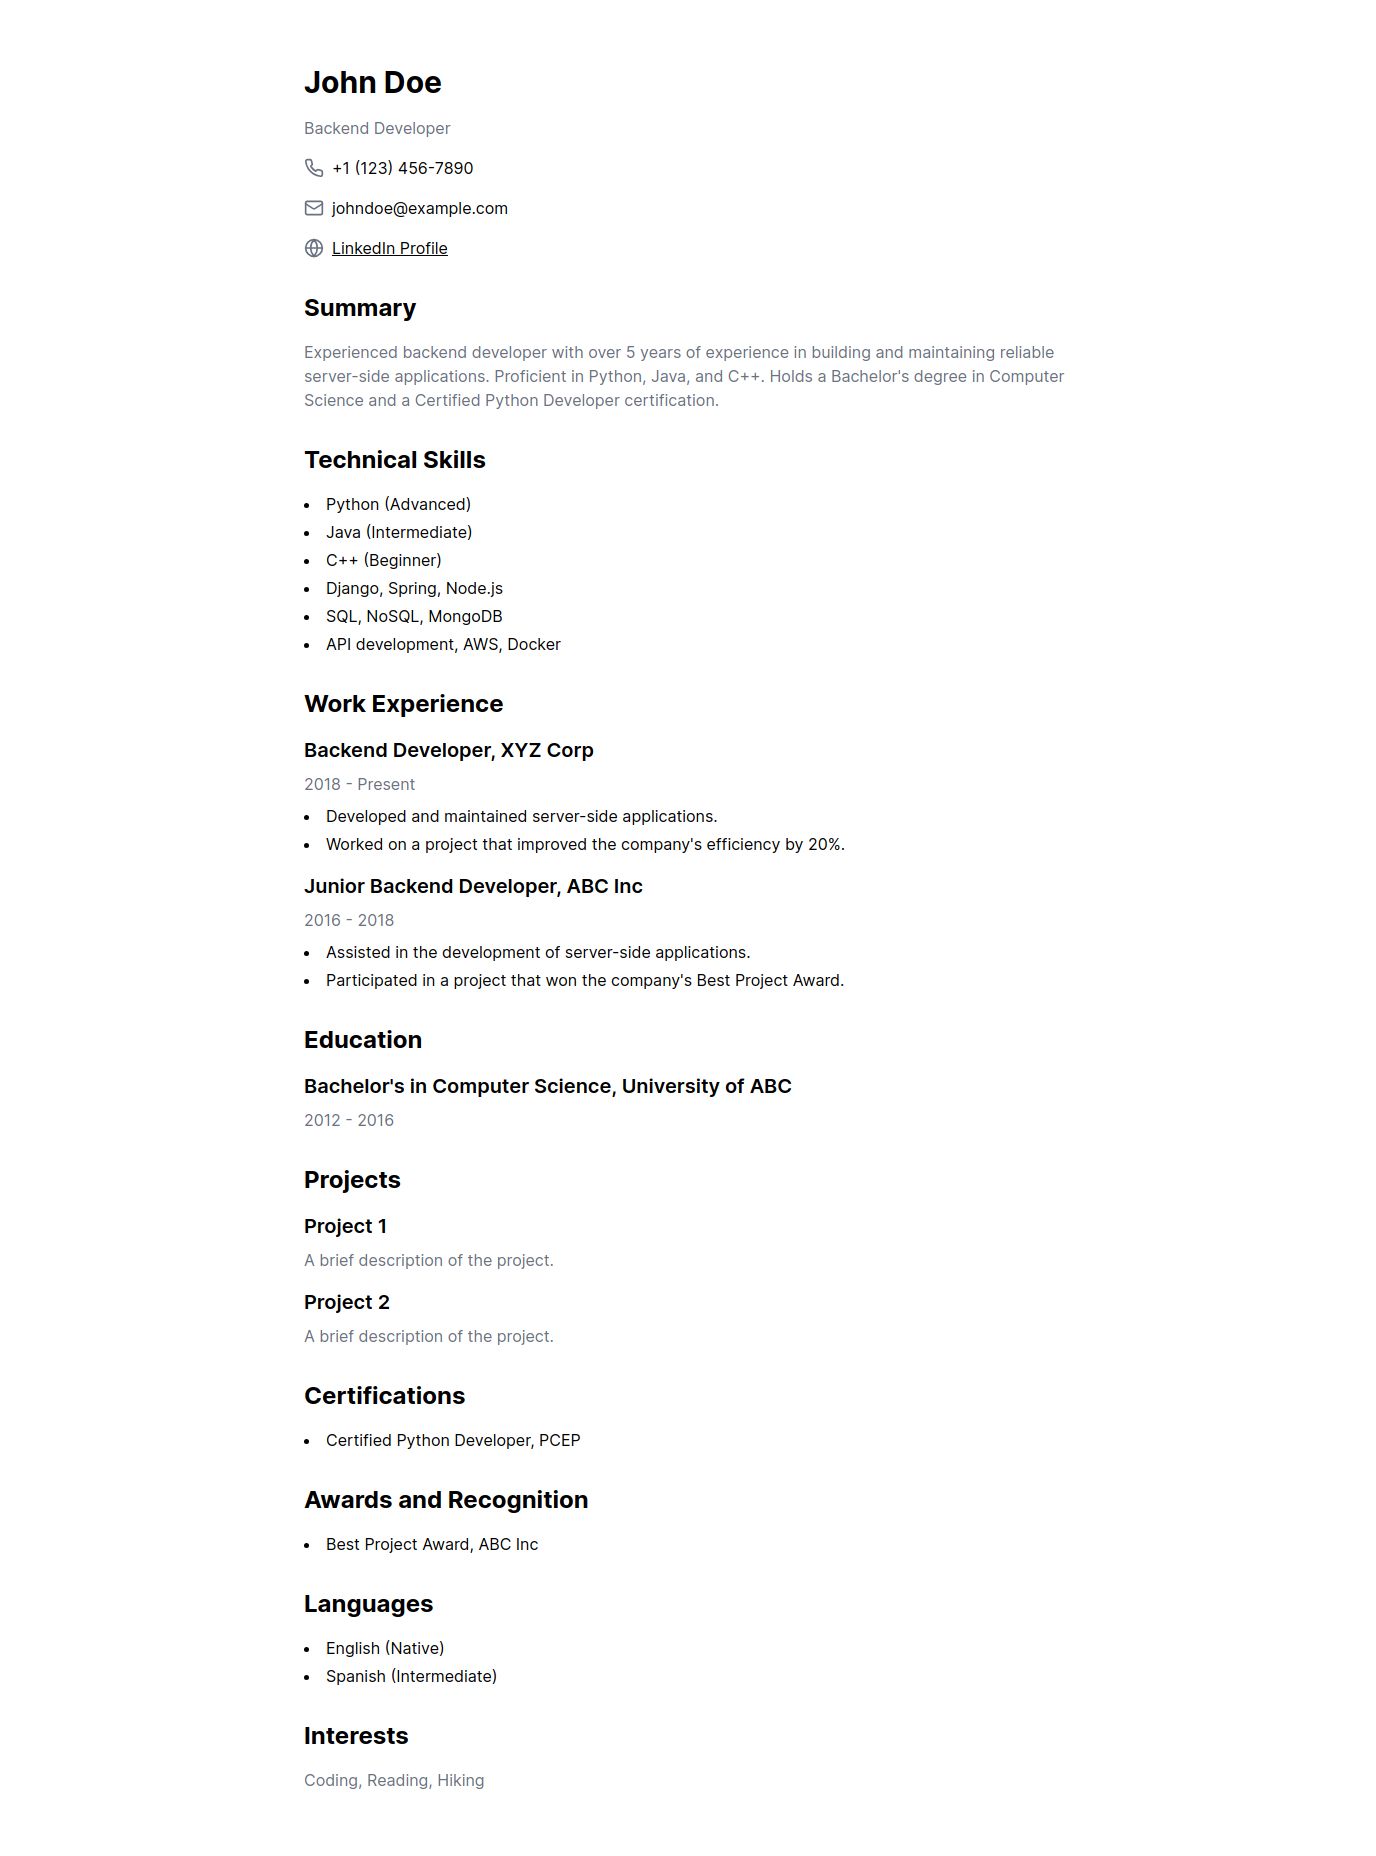 John Doe
Backend Developer
+1 (123) 456-7890
johndoe@example.com
LinkedIn Profile
Summary
Experienced backend developer with over 5 years of experience in building and maintaining reliable
server-side applications. Proficient in Python, Java, and C++. Holds a Bachelor's degree in Computer
Science and a Certified Python Developer certification.
Technical Skills
• Python (Advanced)
• Java (Intermediate)
• C++ (Beginner)
• Django, Spring, Node.js
• SQL, NoSQL, MongoDB
• API development, AWS, Docker
Work Experience
Backend Developer, XYZ Corp
2018 - Present
• Developed and maintained server-side applications.
• Worked on a project that improved the company's efficiency by 20%.
Junior Backend Developer, ABC Inc
2016 - 2018
• Assisted in the development of server-side applications.
• Participated in a project that won the company's Best Project Award.
Education
Bachelor's in Computer Science, University of ABC
2012 - 2016
Projects
Project 1
A brief description of the project.
Project 2
A brief description of the project.
Certifications
• Certified Python Developer, PCEP
Awards and Recognition
• Best Project Award, ABC Inc
Languages
• English (Native)
• Spanish (Intermediate)
Interests
Coding, Reading, Hiking